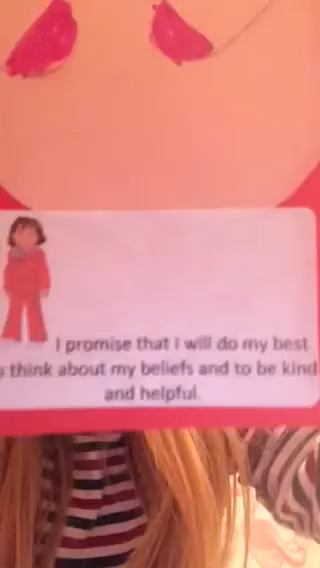 I promise that I will do my best
think about my beliefs and to be kind
and helpful.